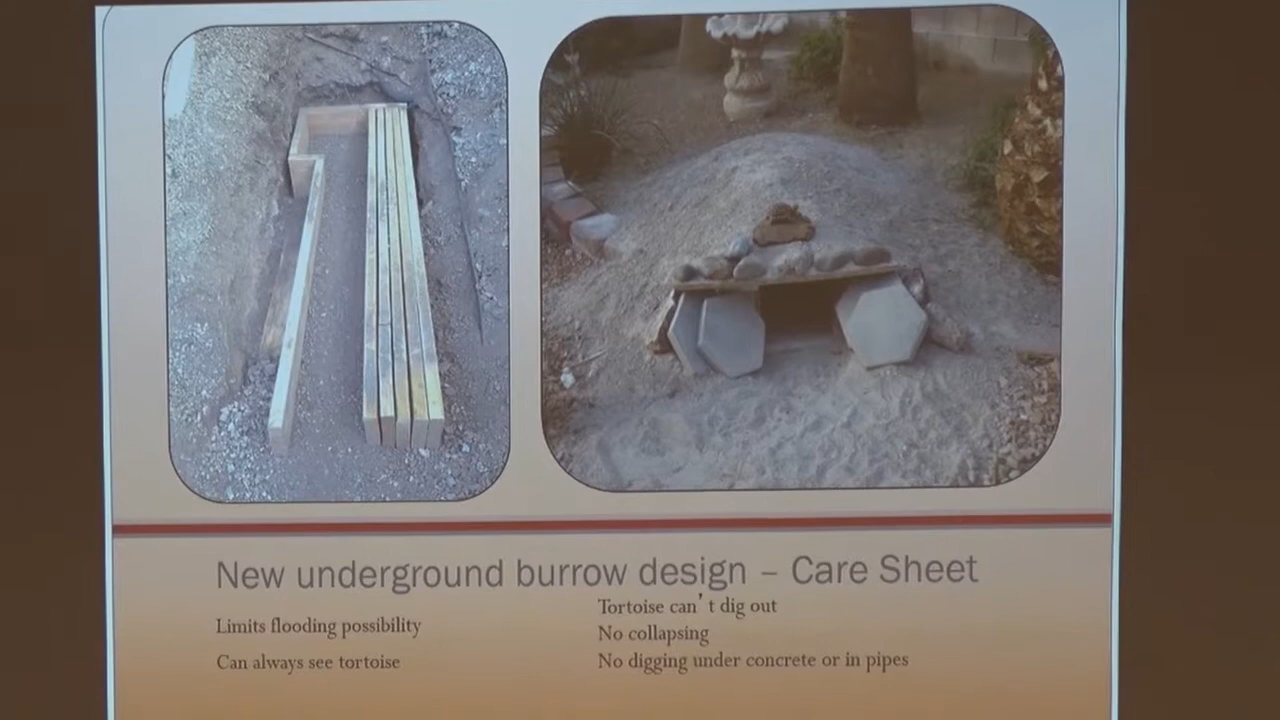 New underground burrow design – Care Sheet
Limits flooding possibility
Can always see tortoise
Tortoise can't dig out
No collapsing
No digging under concrete or in pipes